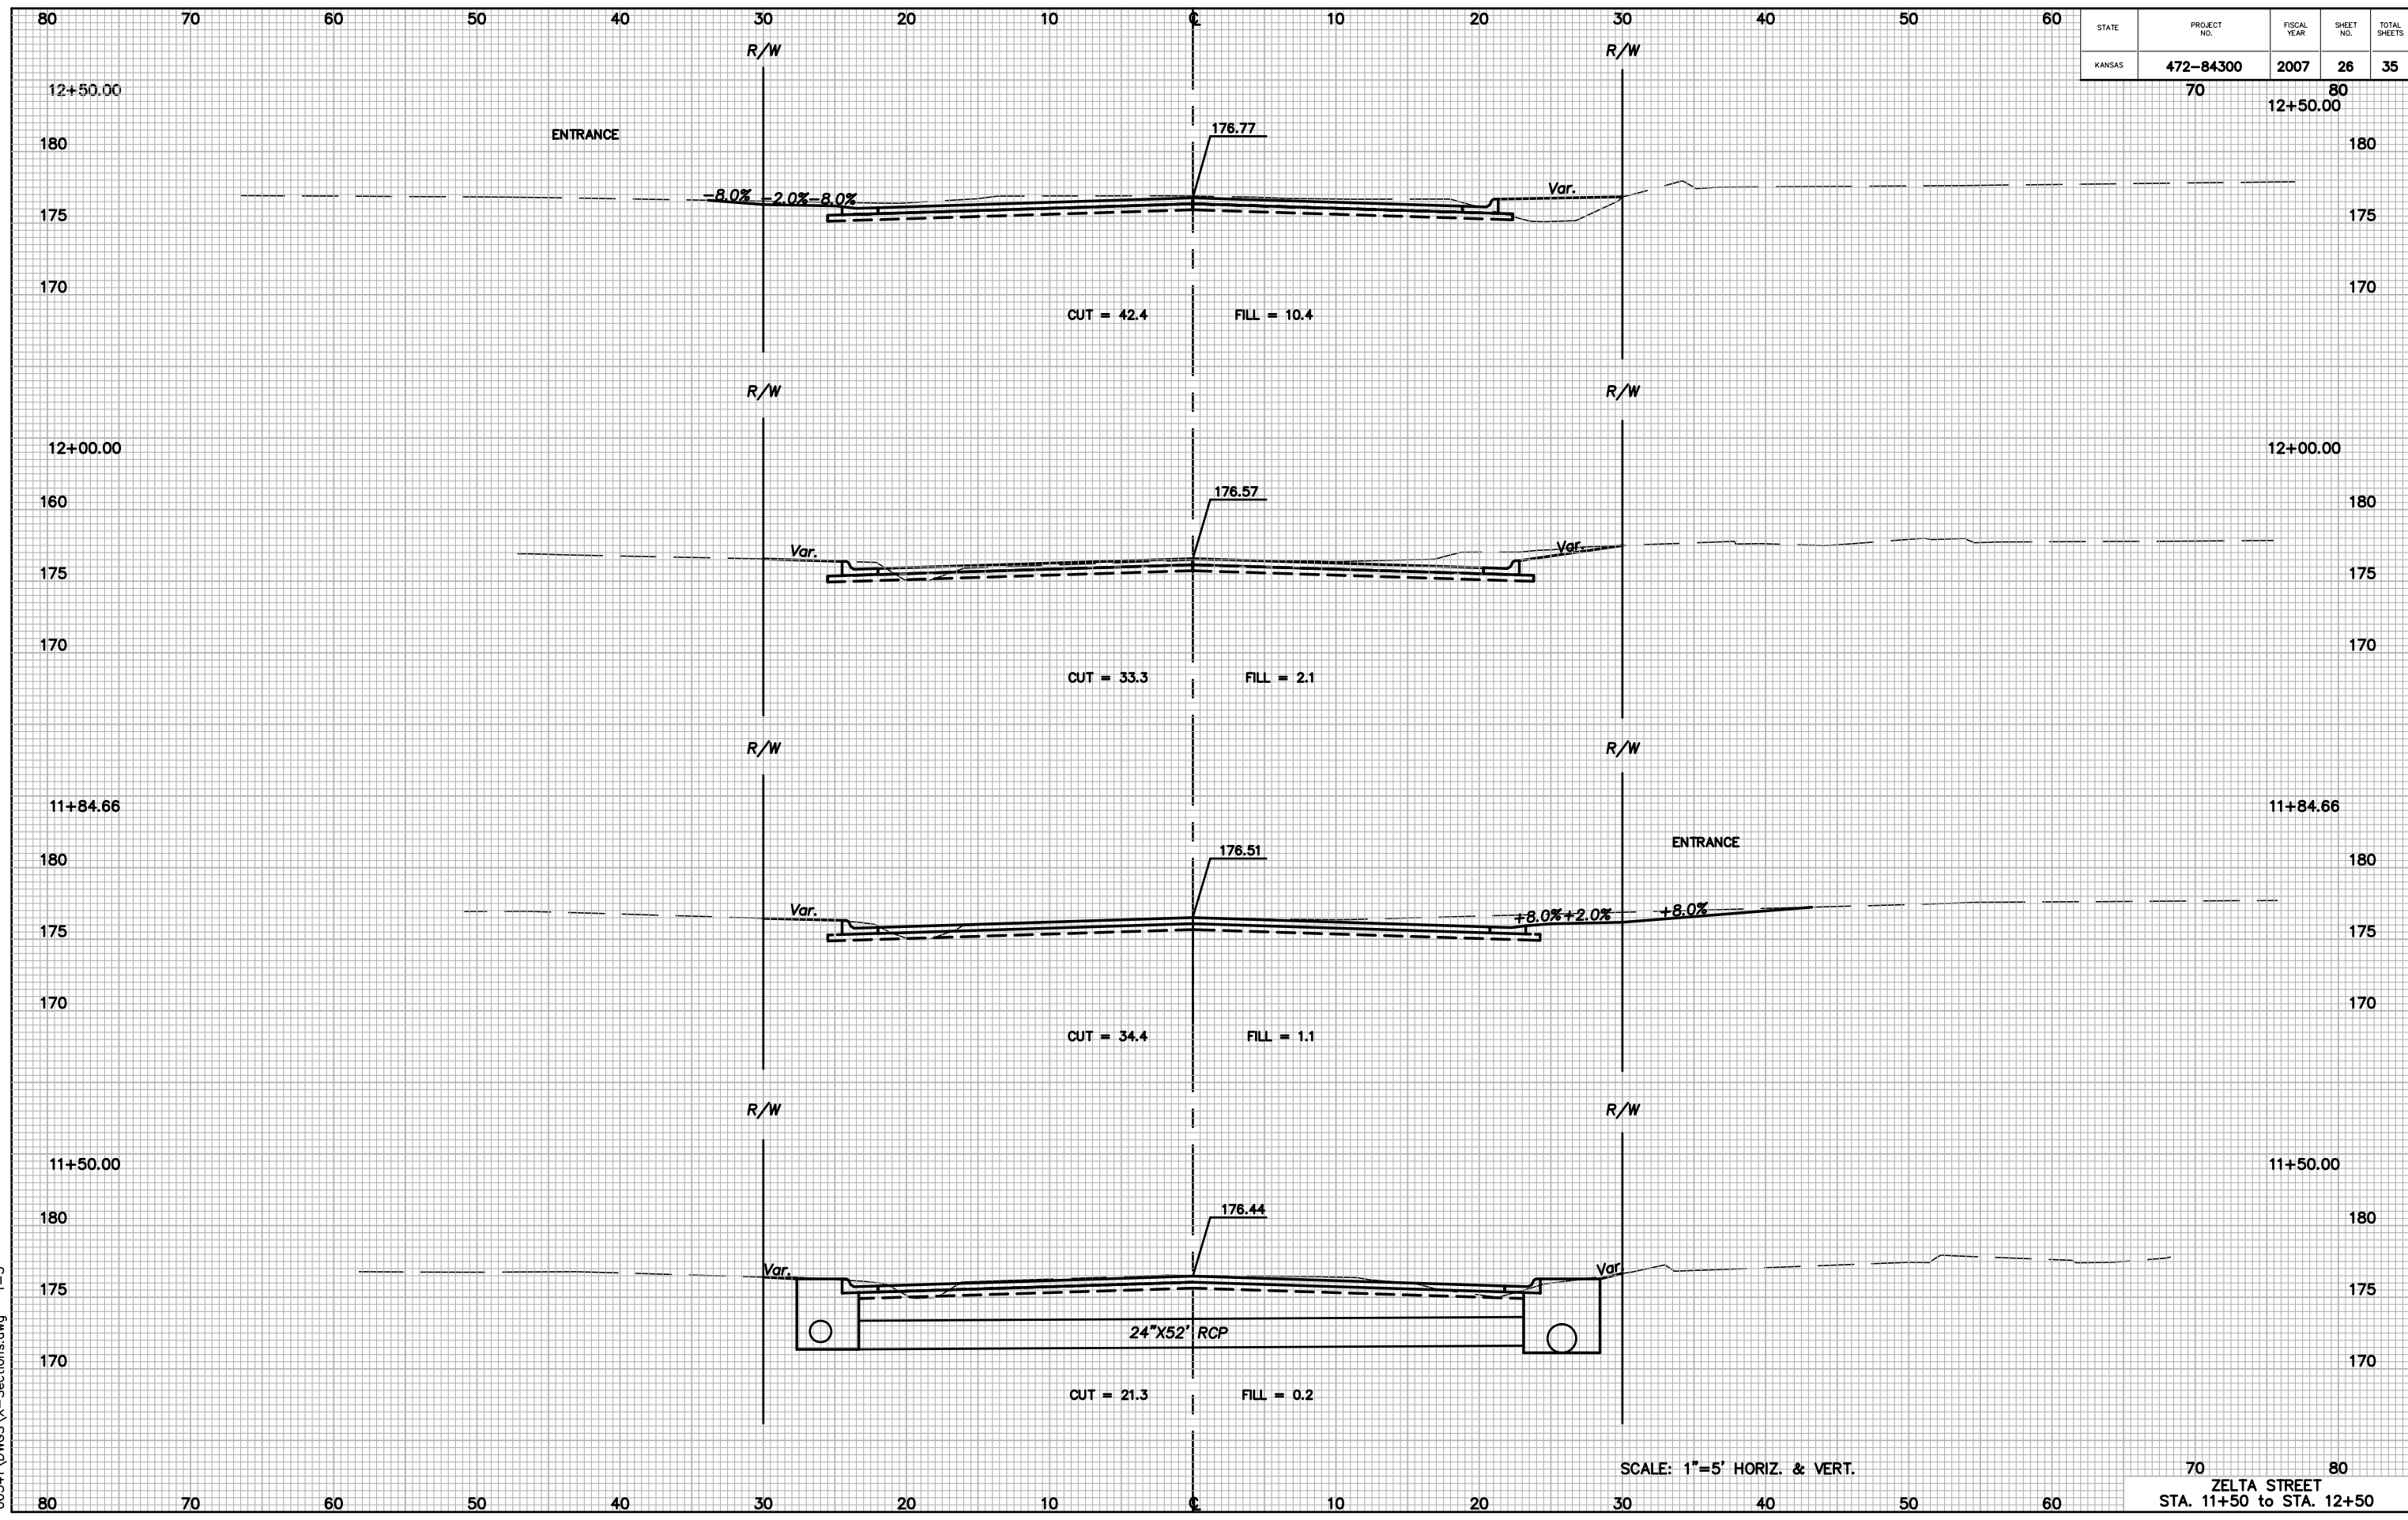 80 70 60 50 40 30 20 10 ℄ 10 20 30 40 50 60
STATE PROJECT NO. FISCAL YEAR SHEET NO. TOTAL SHEETS
KANSAS 472-84300 2007 26 35
R/W R/W
70 80
12+50.00 12+50.00
ENTRANCE 176.77
180 180
-8.0% -2.0% -8.0% Var.
175 175
170 170
CUT = 42.4 FILL = 10.4
R/W R/W
12+00.00 12+00.00
160 176.57 180
Var. Var.
175 175
170 170
CUT = 33.3 FILL = 2.1
R/W R/W
11+84.66 11+84.66
ENTRANCE
180 176.51 180
Var. +8.0% +2.0% +8.0%
175 175
170 170
CUT = 34.4 FILL = 1.1
R/W R/W
11+50.00 11+50.00
180 176.44 180
Var. Var.
175 175
24"X52' RCP
170 170
CUT = 21.3 FILL = 0.2
SCALE: 1"=5' HORIZ. & VERT.
70 80
ZELTA STREET
STA. 11+50 to STA. 12+50
80 70 60 50 40 30 20 10 ℄ 10 20 30 40 50 60